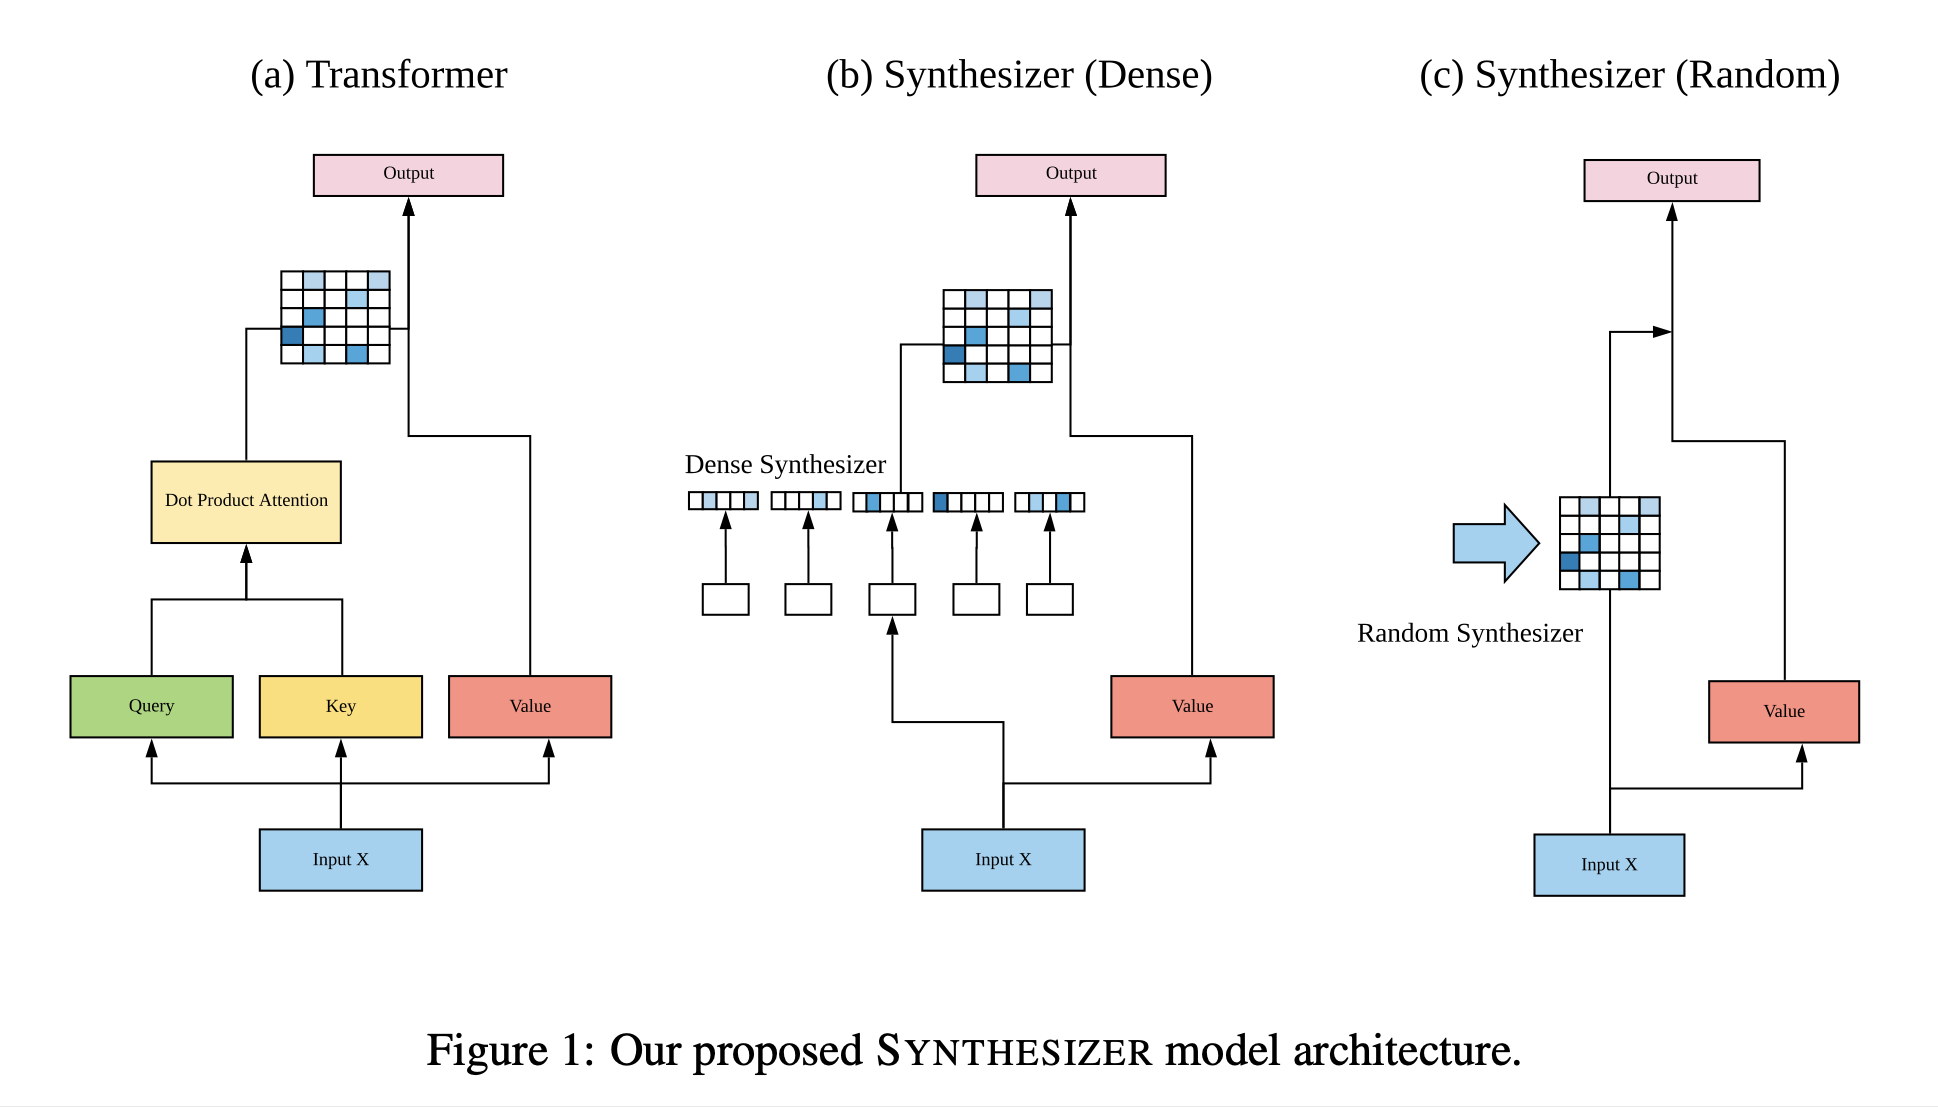 (a) Transformer
Output
Dot Product Attention
Query
Key
Value
Input X
(b) Synthesizer (Dense)
Output
Dense Synthesizer
Value
Input X
(c) Synthesizer (Random)
Output
Random Synthesizer
Value
Input X
Figure 1: Our proposed SYNTHESIZER model architecture.